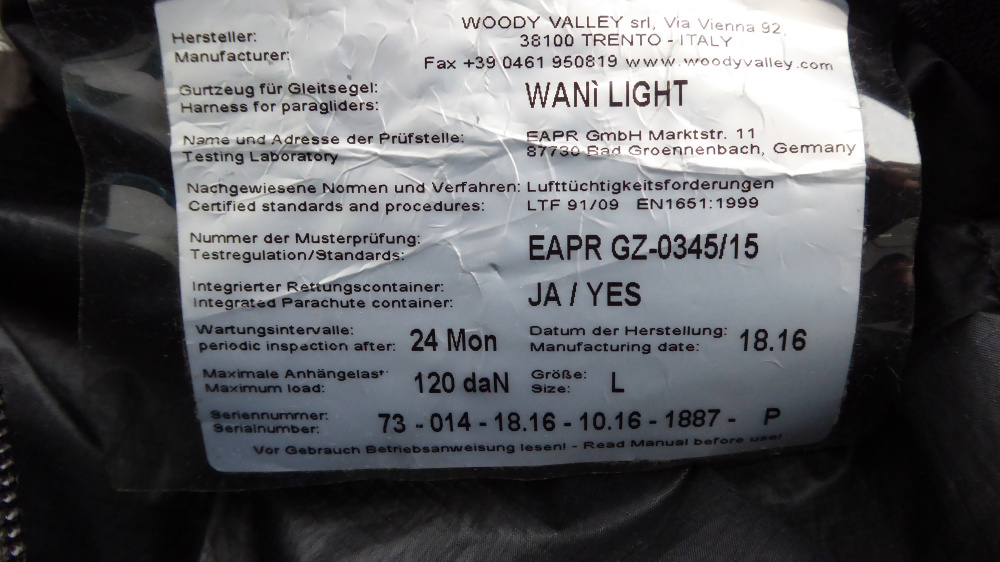 WOODY VALLEY srl, Via Vienna 92,
Hersteller: 38100 TRENTO - ITALY
Manufacturer: Fax +39 0461 950819 www.woodyvalley.com
Gurtzeug für Gleitsegel:
Harness for paragliders: WANì LIGHT
Name und Adresse der Prüfstelle: EAPR GmbH Marktstr. 11
Testing Laboratory 87730 Bad Groennenbach, Germany
Nachgewiesene Normen und Verfahren: Lufttüchtigkeitsforderungen
Certified standards and procedures: LTF 91/09 EN1651:1999
Nummer der Musterprüfung: EAPR GZ-0345/15
Testregulation/Standards:
Integrierter Rettungscontainer: JA / YES
Integrated Parachute container:
Wartungsintervalle: 24 Mon Datum der Herstellung: 18.16
periodic inspection after: Manufacturing date:
Maximale Anhängelast: 120 daN Größe: L
Maximum load: Size:
Seriennummer: 73 - 014 - 18.16 - 10.16 - 1887 - P
Serialnumber:
Vor Gebrauch Betriebsanweisung lesen! - Read Manual before use!